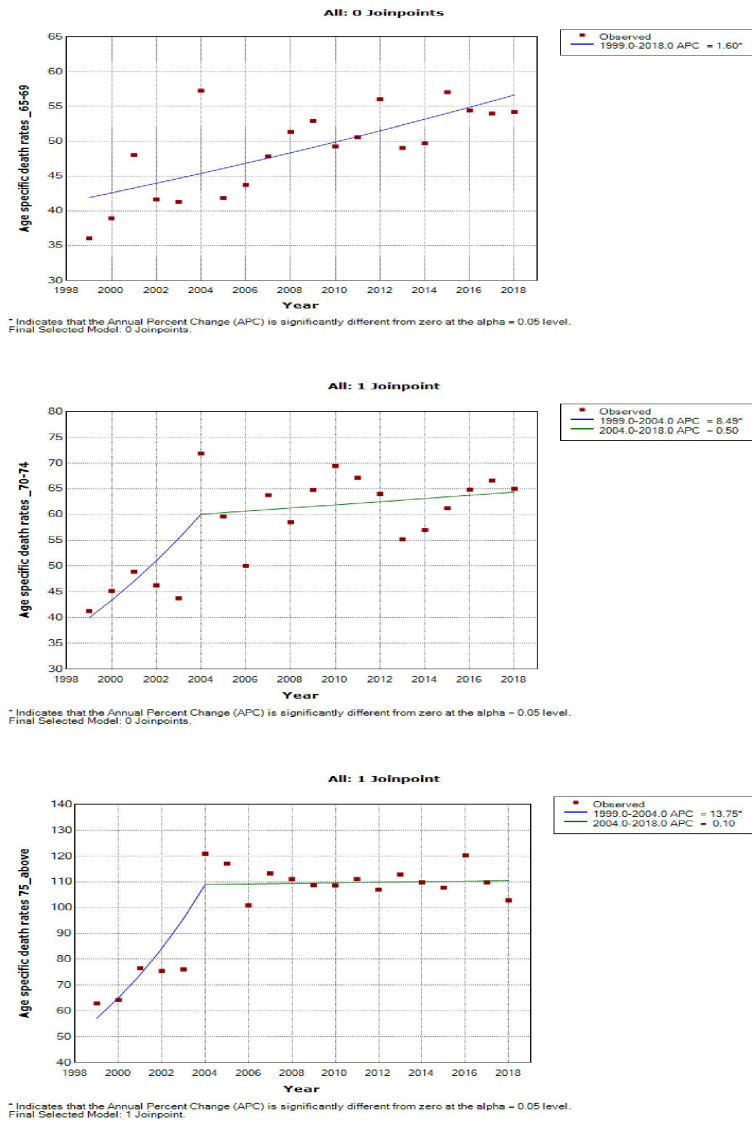 All: 0 Joinpoints
Observed
1999.0-2018.0 APC = 1.60*
Age specific death rates _65-69
65
60
55
50
45
40
35
30
1998 2000 2002 2004 2006 2008 2010 2012 2014 2016 2018
Year
* Indicates that the Annual Percent Change (APC) is significantly different from zero at the alpha = 0.05 level.
Final Selected Model: 0 Joinpoints.
All: 1 Joinpoint
Observed
1999.0-2004.0 APC = 8.49*
2004.0-2018.0 APC = 0.50
Age specific death rates _70-74
80
75
70
65
60
55
50
45
40
35
30
1998 2000 2002 2004 2006 2008 2010 2012 2014 2016 2018
Year
* Indicates that the Annual Percent Change (APC) is significantly different from zero at the alpha = 0.05 level.
Final Selected Model: 0 Joinpoints.
All: 1 Joinpoint
Observed
1999.0-2004.0 APC = 13.75*
2004.0-2018.0 APC = 0.10
Age specific death rates 75_above
140
130
120
110
100
90
80
70
60
50
40
1998 2000 2002 2004 2006 2008 2010 2012 2014 2016 2018
Year
* Indicates that the Annual Percent Change (APC) is significantly different from zero at the alpha = 0.05 level.
Final Selected Model: 1 Joinpoint.